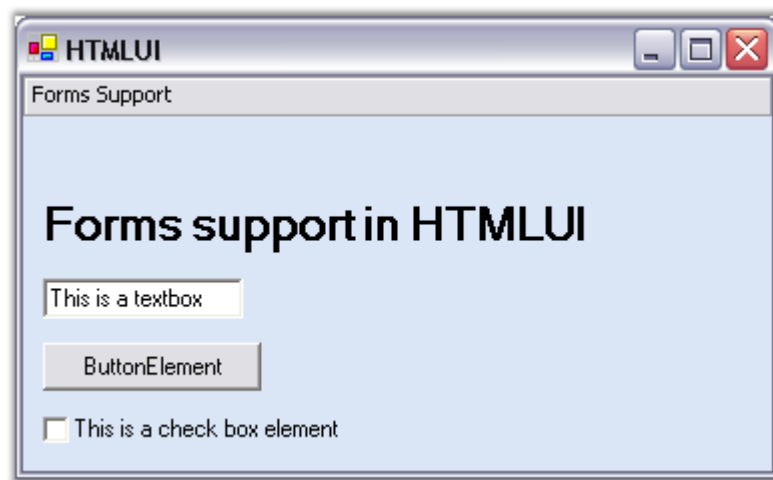 HTMLUI
Forms Support
Forms support in HTMLUI
This is a textbox
ButtonElement
This is a check box element